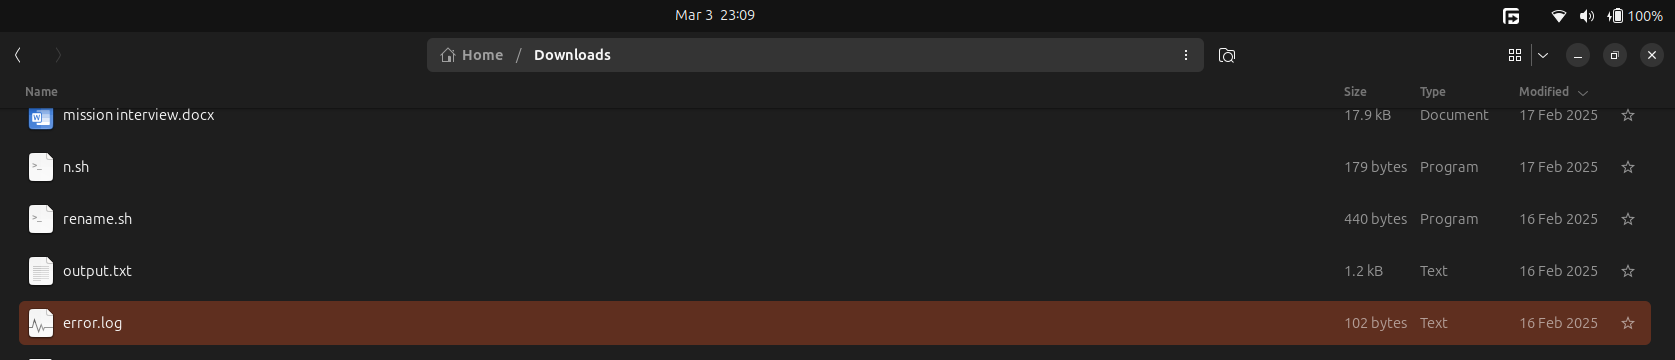 Mar 3 23:09
100%
Home / Downloads
Name Size Type Modified
mission interview.docx 17.9 kB Document 17 Feb 2025
n.sh 179 bytes Program 17 Feb 2025
rename.sh 440 bytes Program 16 Feb 2025
output.txt 1.2 kB Text 16 Feb 2025
error.log 102 bytes Text 16 Feb 2025